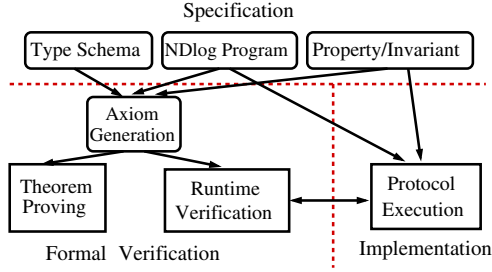 Specification
Type Schema
NDlog Program
Property/Invariant
Axiom
Generation
Theorem
Proving
Runtime
Verification
Protocol
Execution
Formal Verification
Implementation